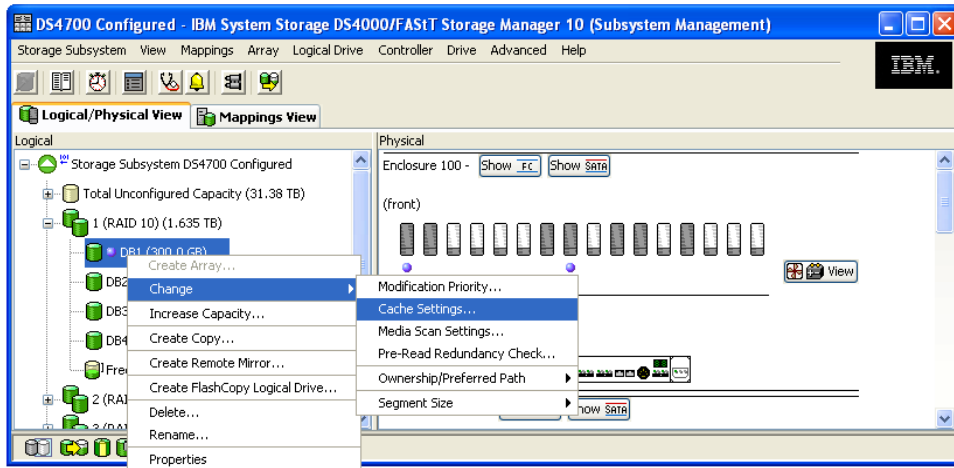 DS4700 Configured - IBM System Storage DS4000/FAStT Storage Manager 10 (Subsystem Management)
Storage Subsystem View Mappings Array Logical Drive Controller Drive Advanced Help
IBM.
Logical/Physical View Mappings View
Logical
Storage Subsystem DS4700 Configured
Total Unconfigured Capacity (31.38 TB)
1 (RAID 10) (1.635 TB)
DB1 (300.0 GB)
DB2
DB3
DB4
Free
2 (RAI
Create Array...
Change
Increase Capacity...
Create Copy...
Create Remote Mirror...
Create FlashCopy Logical Drive...
Delete...
Rename...
Properties
Modification Priority...
Cache Settings...
Media Scan Settings...
Pre-Read Redundancy Check...
Ownership/Preferred Path
Segment Size
Physical
Enclosure 100 - Show FC Show SATA
(front)
View
how SATA